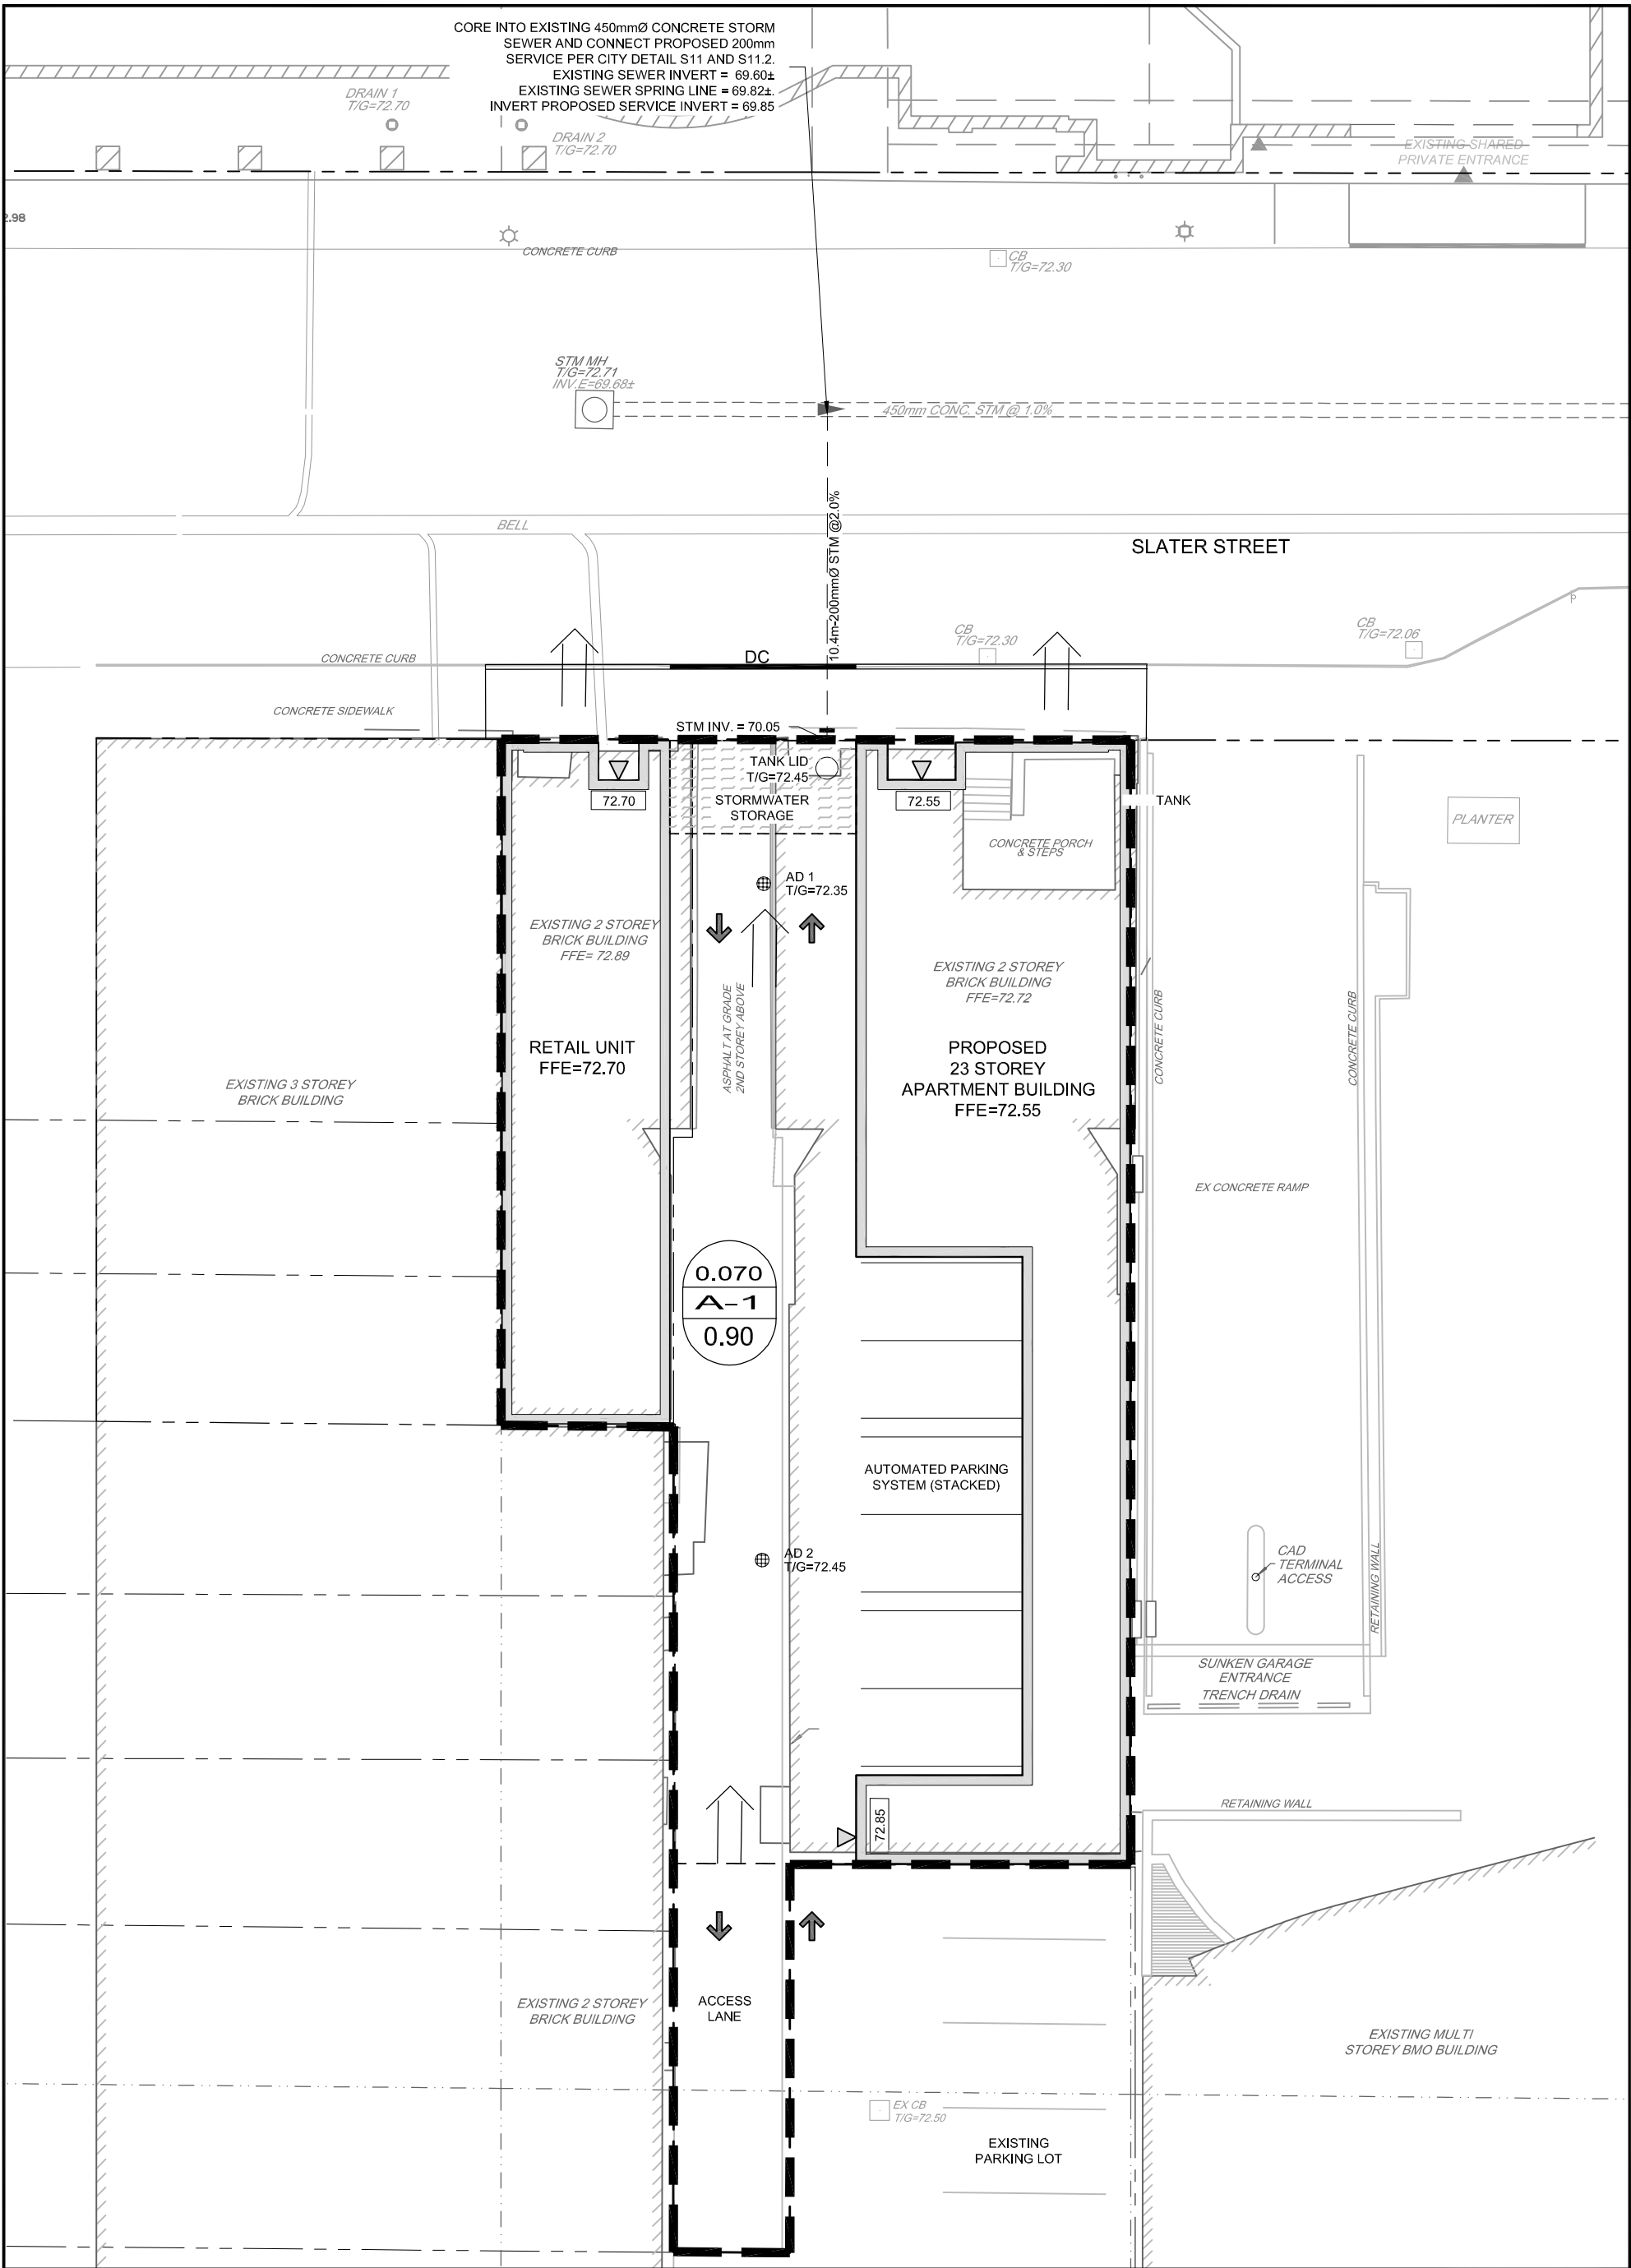 CORE INTO EXISTING 450mmØ CONCRETE STORM
SEWER AND CONNECT PROPOSED 200mm
SERVICE PER CITY DETAIL S11 AND S11.2.
EXISTING SEWER INVERT = 69.60±
EXISTING SEWER SPRING LINE = 69.82±.
INVERT PROPOSED SERVICE INVERT = 69.85
DRAIN 1
T/G=72.70
DRAIN 2
T/G=72.70
EXISTING SHARED
PRIVATE ENTRANCE
2.98
CONCRETE CURB
CB
T/G=72.30
STM MH
T/G=72.71
INV.E=69.68±
450mm CONC. STM @ 1.0%
10.4m-200mmØ STM @2.0%
BELL
SLATER STREET
CB
T/G=72.30
CB
T/G=72.06
P
CONCRETE CURB
DC
CONCRETE SIDEWALK
STM INV. = 70.05
TANK LID
T/G=72.45
STORMWATER
STORAGE
TANK
72.70
72.55
PLANTER
CONCRETE PORCH
& STEPS
AD 1
T/G=72.35
EXISTING 2 STOREY
BRICK BUILDING
FFE= 72.89
EXISTING 2 STOREY
BRICK BUILDING
FFE=72.72
ASPHALT AT GRADE
2ND STOREY ABOVE
CONCRETE CURB
CONCRETE CURB
RETAIL UNIT
FFE=72.70
PROPOSED
23 STOREY
APARTMENT BUILDING
FFE=72.55
EXISTING 3 STOREY
BRICK BUILDING
EX CONCRETE RAMP
0.070
A-1
0.90
AUTOMATED PARKING
SYSTEM (STACKED)
AD 2
T/G=72.45
CAD
TERMINAL
ACCESS
RETAINING WALL
SUNKEN GARAGE
ENTRANCE
TRENCH DRAIN
RETAINING WALL
72.85
ACCESS
LANE
EXISTING 2 STOREY
BRICK BUILDING
EXISTING MULTI
STOREY BMO BUILDING
EX CB
T/G=72.50
EXISTING
PARKING LOT